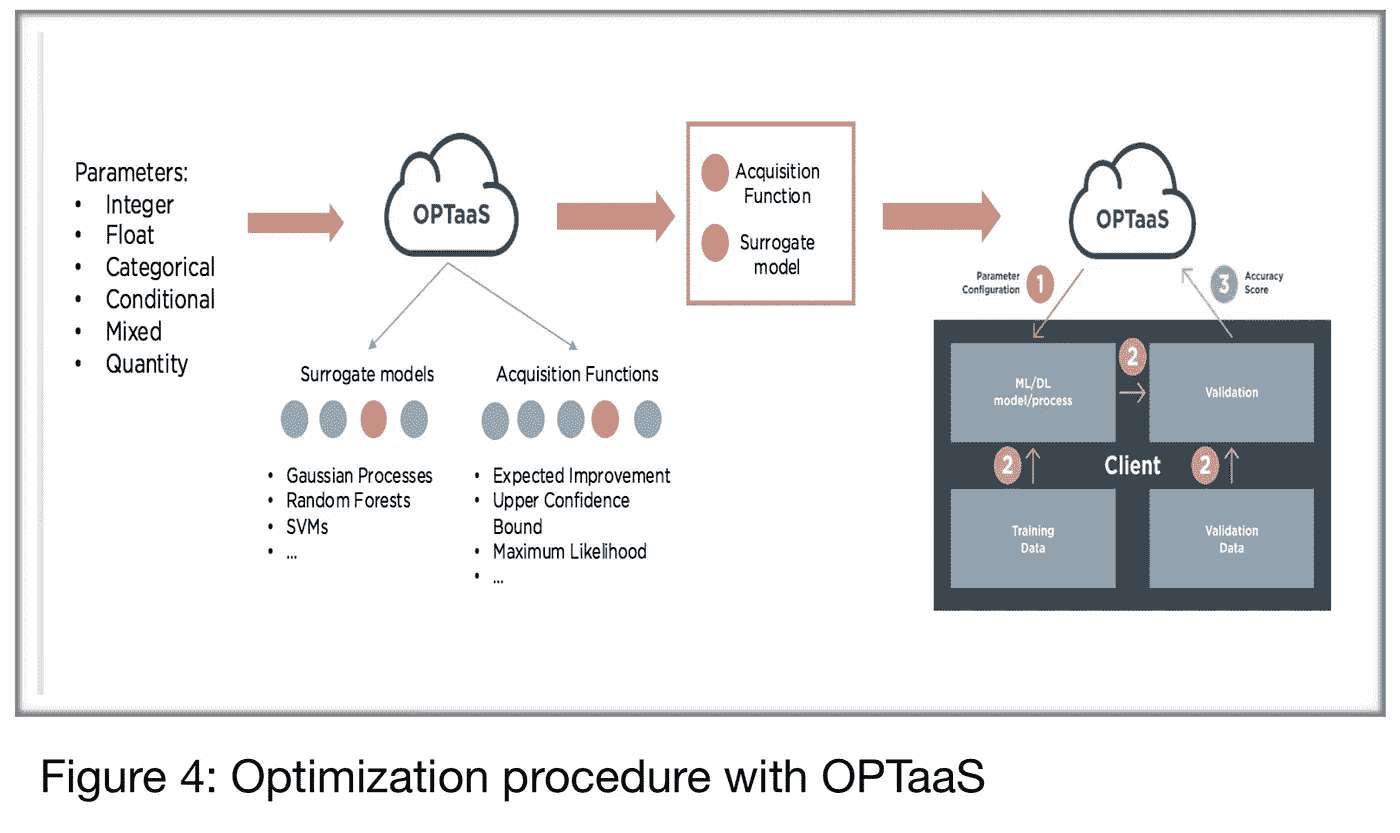 Parameters:
• Integer
• Float
• Categorical
• Conditional
• Mixed
• Quantity
OPTaaS
Surrogate models
• Gaussian Processes
• Random Forests
• SVMs
• ...
Acquisition Functions
• Expected Improvement
• Upper Confidence
Bound
• Maximum Likelihood
• ...
Acquisition
Function
Surrogate
model
OPTaaS
Parameter
Configuration
1
3
Accuracy
Score
ML/DL
model/process
2
Validation
2
Client
2
Training
Data
Validation
Data
Figure 4: Optimization procedure with OPTaaS